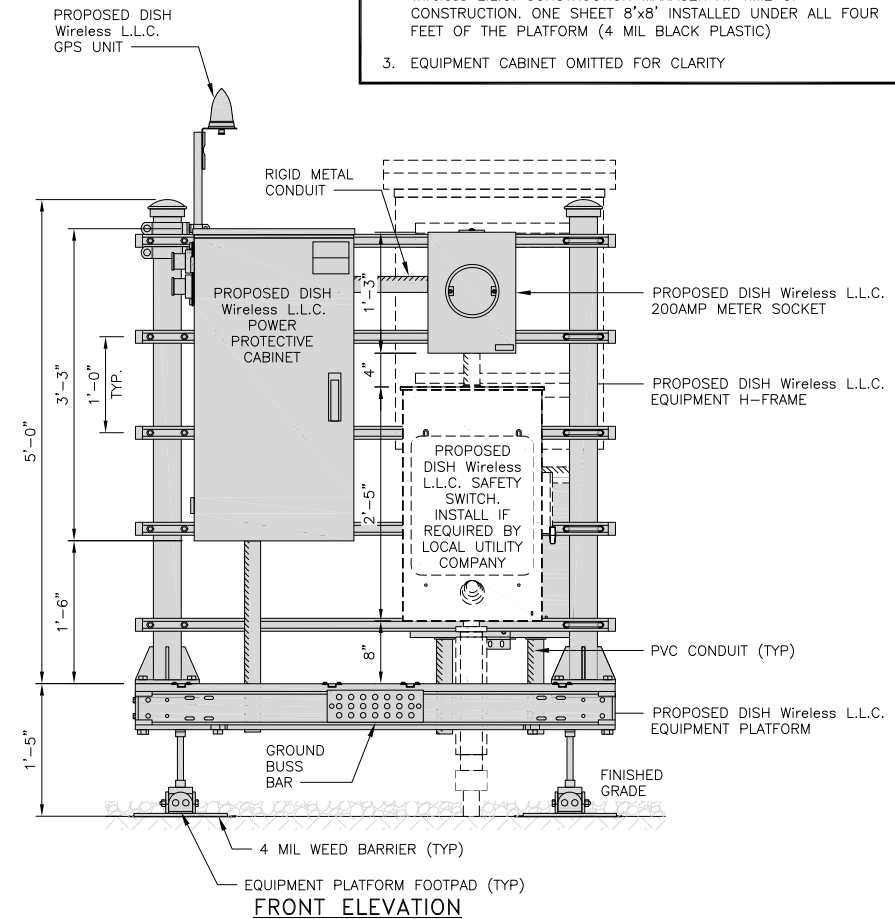 PROPOSED DISH
Wireless L.L.C.
GPS UNIT
CONSTRUCTION. ONE SHEET 8'x8' INSTALLED UNDER ALL FOUR
FEET OF THE PLATFORM (4 MIL BLACK PLASTIC)
3. EQUIPMENT CABINET OMITTED FOR CLARITY
RIGID METAL
CONDUIT
PROPOSED DISH
Wireless L.L.C.
POWER
PROTECTIVE
CABINET
PROPOSED DISH Wireless L.L.C.
200AMP METER SOCKET
PROPOSED DISH Wireless L.L.C.
EQUIPMENT H-FRAME
PROPOSED
DISH Wireless
L.L.C. SAFETY
SWITCH.
INSTALL IF
REQUIRED BY
LOCAL UTILITY
COMPANY
5'-0"
3'-3"
1'-0"
TYP.
1'-3"
4"
2'-5"
1'-6"
8"
1'-5"
PVC CONDUIT (TYP)
PROPOSED DISH Wireless L.L.C.
EQUIPMENT PLATFORM
GROUND
BUSS
BAR
FINISHED
GRADE
4 MIL WEED BARRIER (TYP)
EQUIPMENT PLATFORM FOOTPAD (TYP)
FRONT ELEVATION